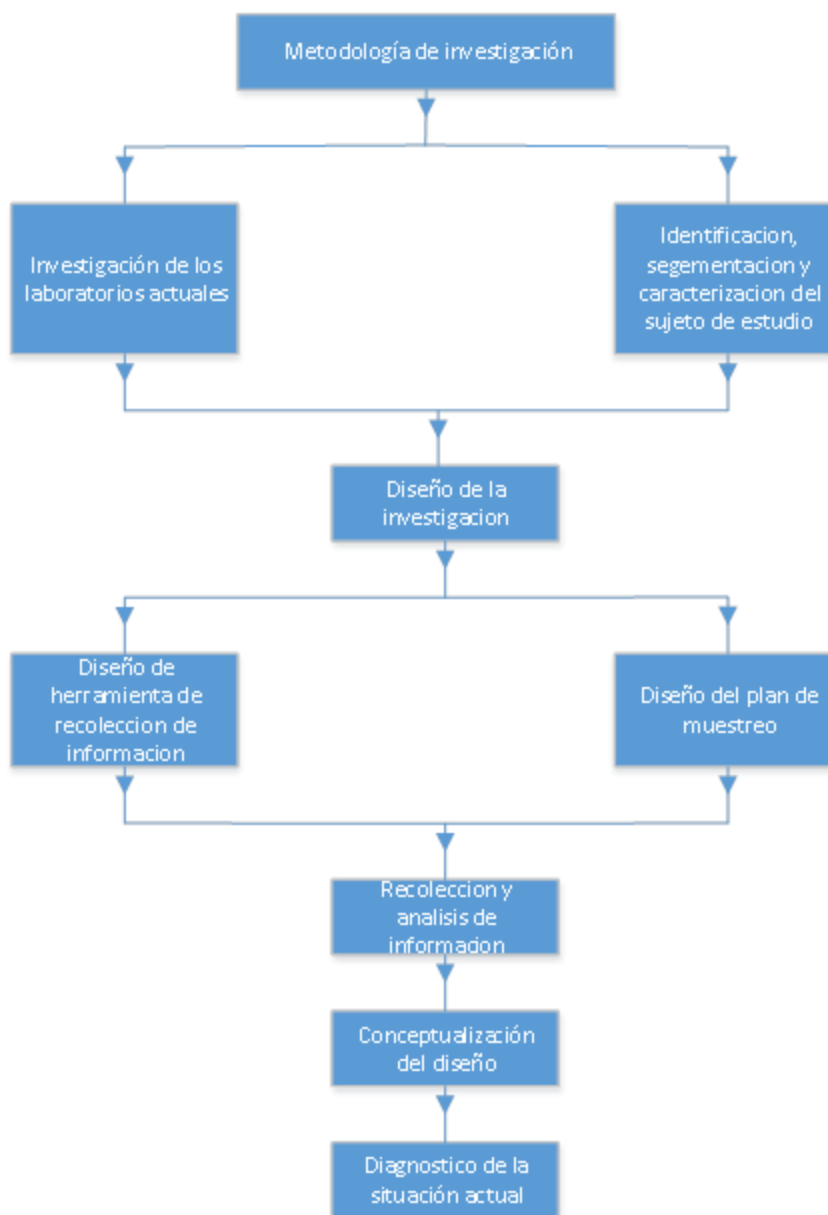 Metodología de investigación
Investigación de los
laboratorios actuales
Identificacion,
segementacion y
caracterizacion del
sujeto de estudio
Diseño de la
investigacion
Diseño de
herramienta de
recoleccion de
informacion
Diseño del plan de
muestreo
Recoleccion y
analisis de
informacion
Conceptualización
del diseño
Diagnostico de la
situación actual